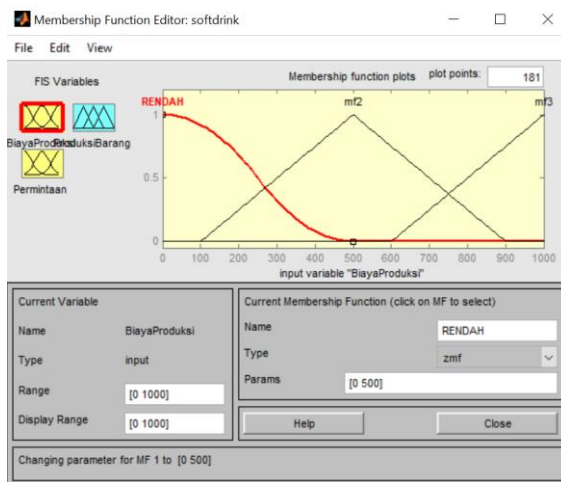 Membership Function Editor: softdrink
File Edit View
FIS Variables
Membership function plots plot points: 181
RENDAH mf2 mf3
BiayaProduksi ProduksiBarang
Permintaan
1
0.5
0
0 100 200 300 400 500 600 700 800 900 1000
input variable "BiayaProduksi"
Current Variable
Name BiayaProduksi
Type input
Range [0 1000]
Display Range [0 1000]
Current Membership Function (click on MF to select)
Name RENDAH
Type zmf
Params [0 500]
Help Close
Changing parameter for MF 1 to [0 500]